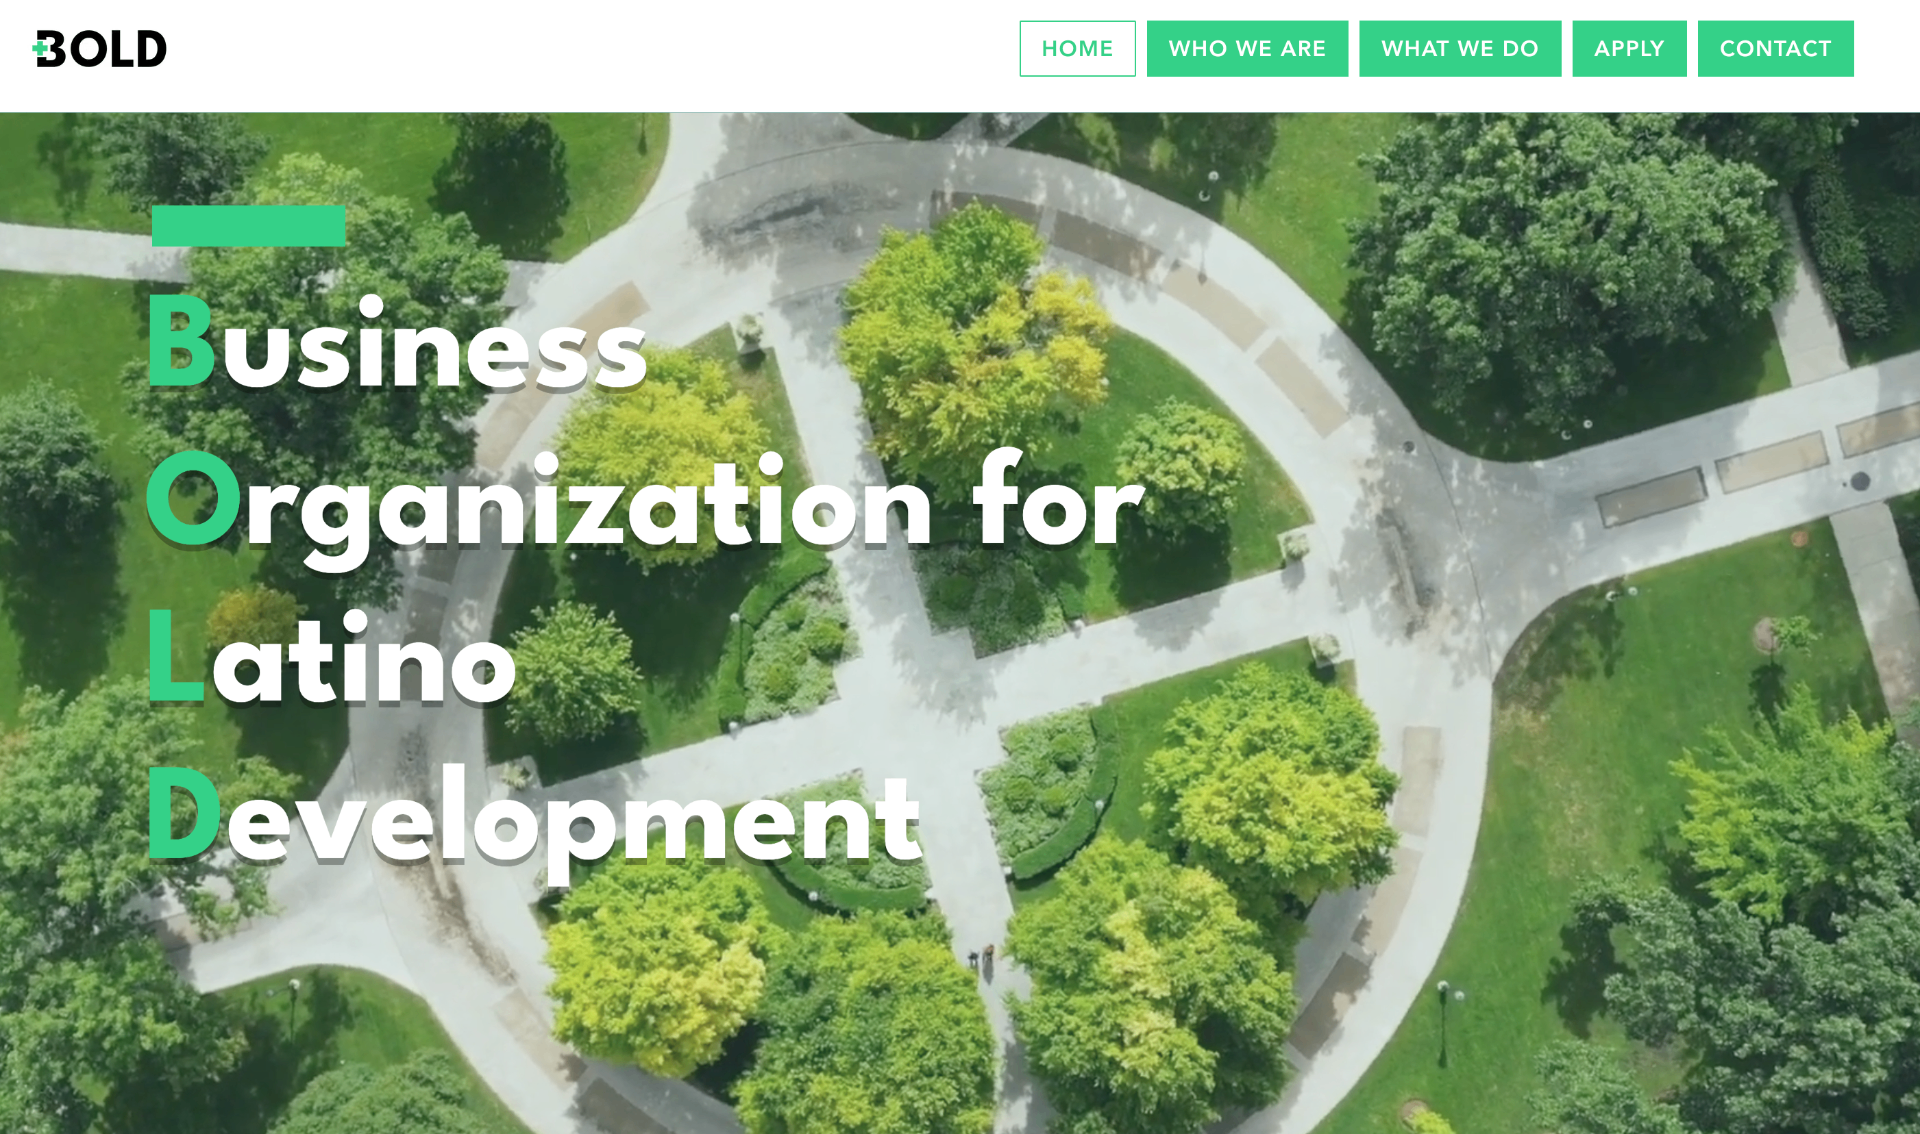 BOLD
HOME
WHO WE ARE
WHAT WE DO
APPLY
CONTACT
Business
Organization for
Latino
Development